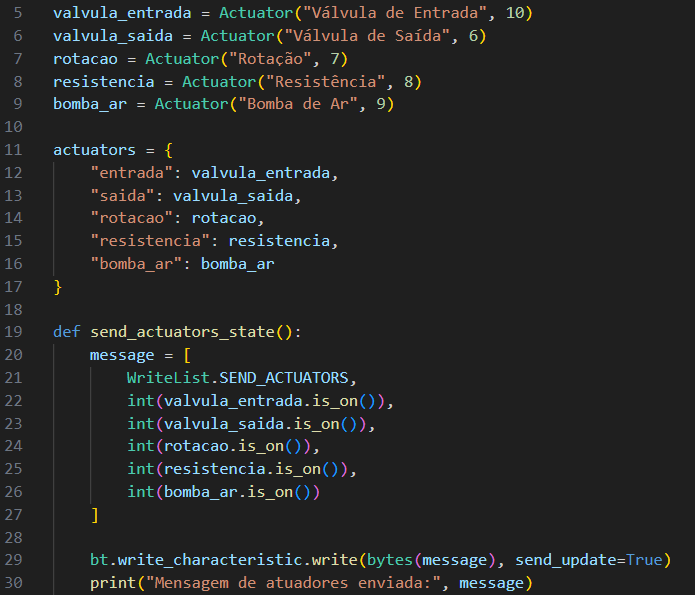 5 valvula_entrada = Actuator("Válvula de Entrada", 10)
6 valvula_saida = Actuator("Válvula de Saída", 6)
7 rotacao = Actuator("Rotação", 7)
8 resistencia = Actuator("Resistência", 8)
9 bomba_ar = Actuator("Bomba de Ar", 9)
10
11 actuators = {
12     "entrada": valvula_entrada,
13     "saida": valvula_saida,
14     "rotacao": rotacao,
15     "resistencia": resistencia,
16     "bomba_ar": bomba_ar
17 }
18
19 def send_actuators_state():
20     message = [
21         WriteList.SEND_ACTUATORS,
22         int(valvula_entrada.is_on()),
23         int(valvula_saida.is_on()),
24         int(rotacao.is_on()),
25         int(resistencia.is_on()),
26         int(bomba_ar.is_on())
27     ]
28
29     bt.write_characteristic.write(bytes(message), send_update=True)
30     print("Mensagem de atuadores enviada:", message)